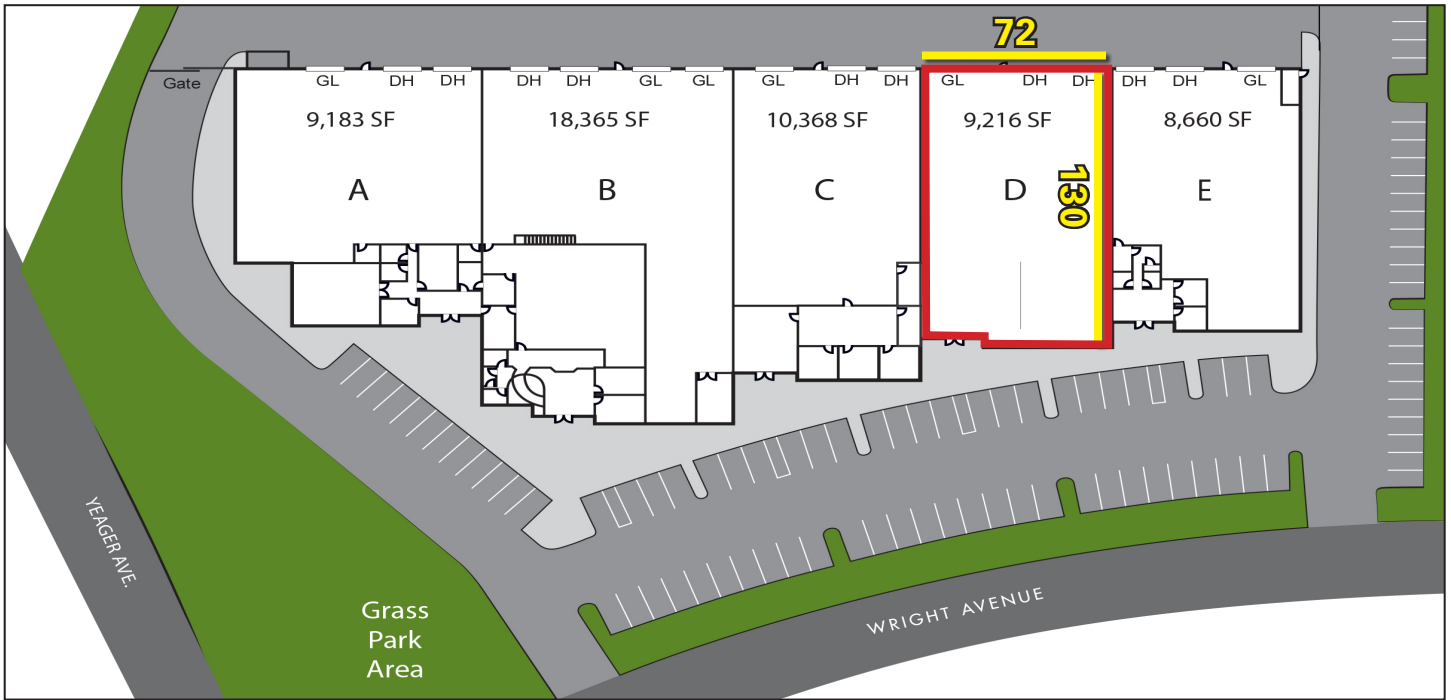 72
Gate
GL DH DH
DH DH GL GL
GL DH DH
GL DH DH
DH DH GL
9,183 SF
18,365 SF
10,368 SF
9,216 SF
8,660 SF
A
B
C
D
E
130
YEAGER AVE.
Grass
Park
Area
WRIGHT AVENUE